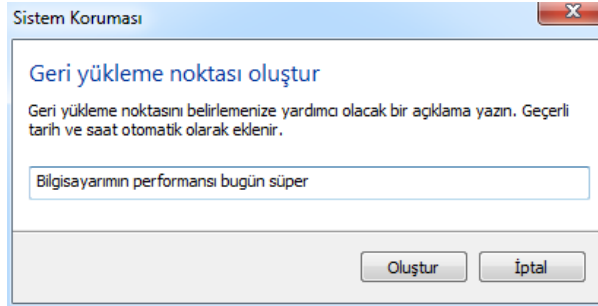 Sistem Koruması
Geri yükleme noktası oluştur
Geri yükleme noktasını belirlemenize yardımcı olacak bir açıklama yazın. Geçerli
tarih ve saat otomatik olarak eklenir.
Bilgisayarımın performansı bugün süper
Oluştur İptal